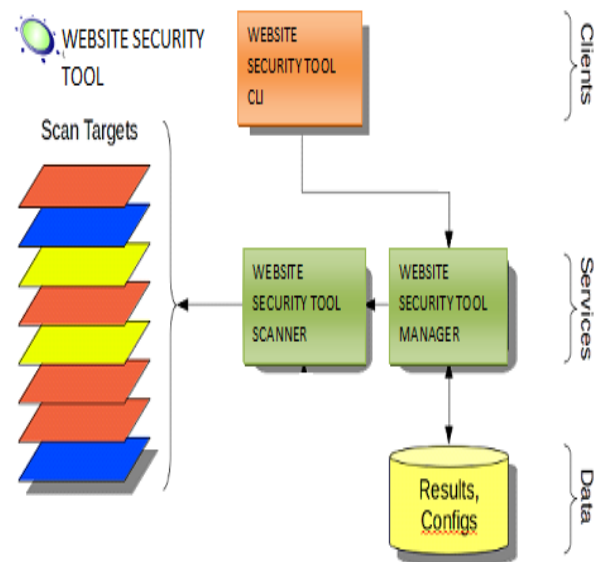 WEBSITE SECURITY
TOOL
WEBSITE
SECURITY TOOL
CLI
Clients
Scan Targets
WEBSITE
SECURITY TOOL
SCANNER
WEBSITE
SECURITY TOOL
MANAGER
Services
Results,
Configs
Data